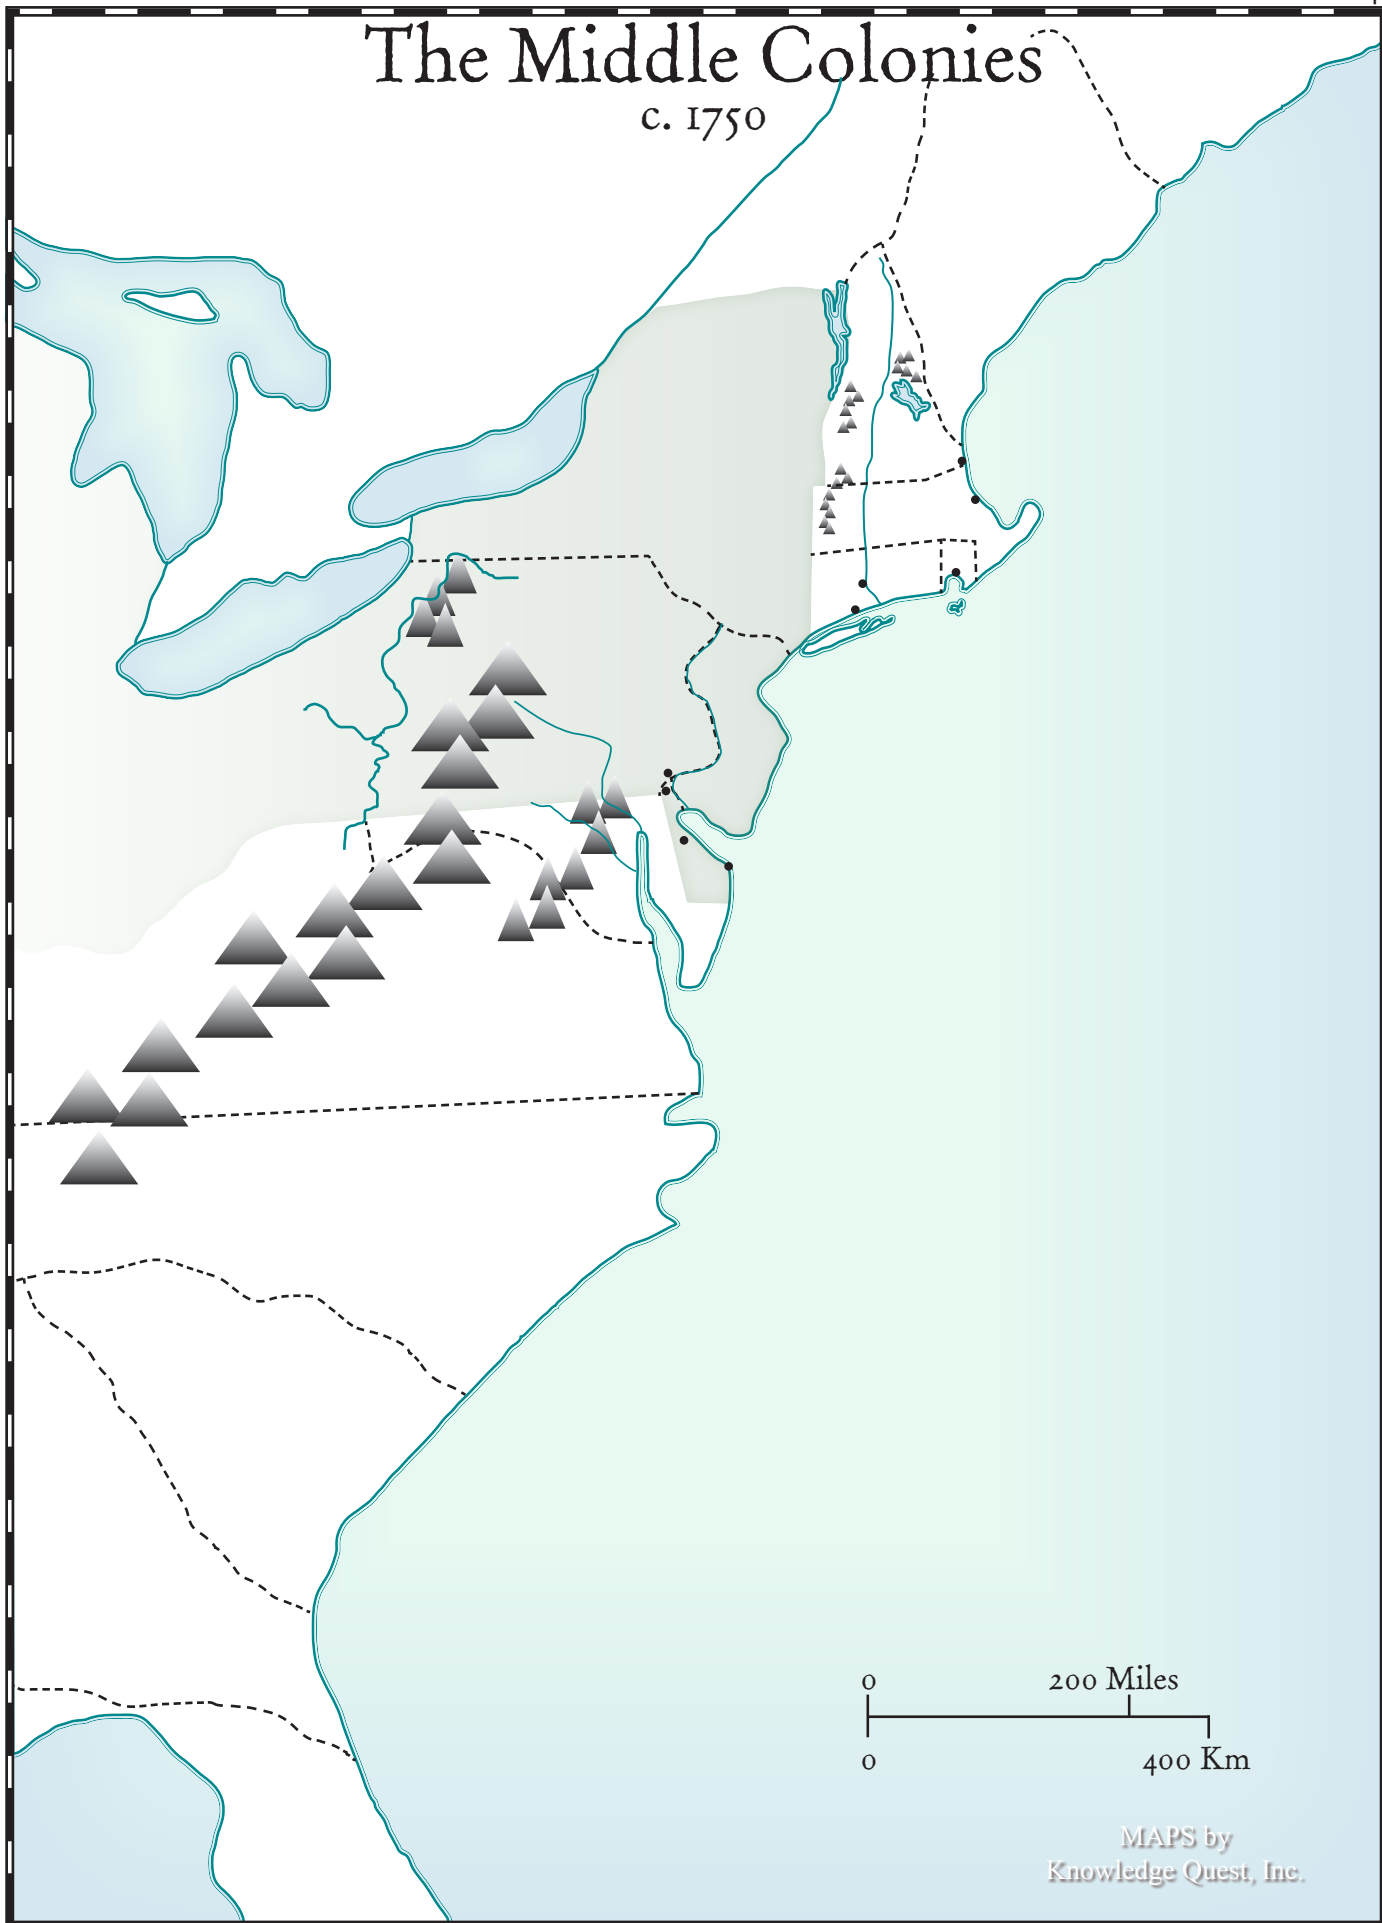 The Middle Colonies
c. 1750
0 200 Miles
0 400 Km
MAPS by
Knowledge Quest, Inc.